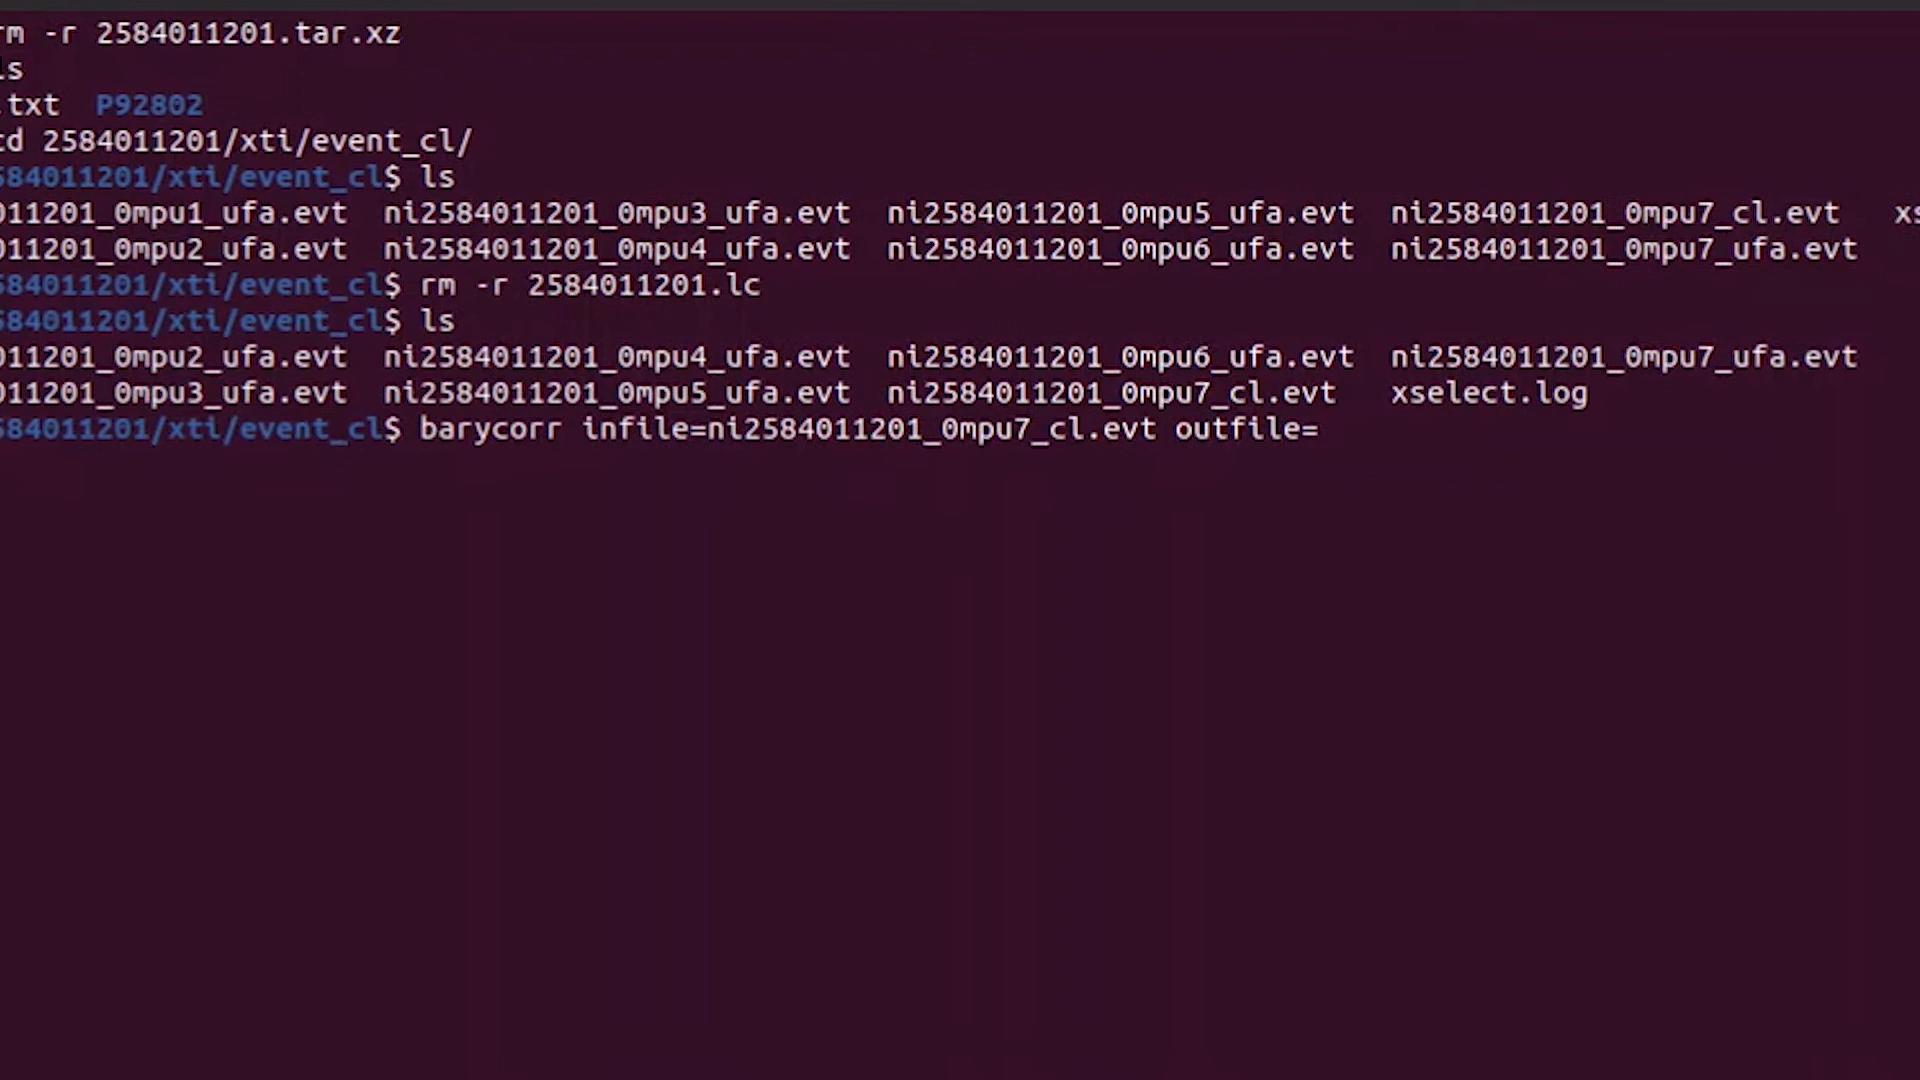 rm -r 2584011201.tar.xz
ls
.txt  P92802
cd 2584011201/xti/event_cl/
584011201/xti/event_cl$ ls
011201_0mpu1_ufa.evt  ni2584011201_0mpu3_ufa.evt  ni2584011201_0mpu5_ufa.evt  ni2584011201_0mpu7_cl.evt  xs
011201_0mpu2_ufa.evt  ni2584011201_0mpu4_ufa.evt  ni2584011201_0mpu6_ufa.evt  ni2584011201_0mpu7_ufa.evt
584011201/xti/event_cl$ rm -r 2584011201.lc
584011201/xti/event_cl$ ls
011201_0mpu2_ufa.evt  ni2584011201_0mpu4_ufa.evt  ni2584011201_0mpu6_ufa.evt  ni2584011201_0mpu7_ufa.evt
011201_0mpu3_ufa.evt  ni2584011201_0mpu5_ufa.evt  ni2584011201_0mpu7_cl.evt  xselect.log
584011201/xti/event_cl$ barycorr infile=ni2584011201_0mpu7_cl.evt outfile=